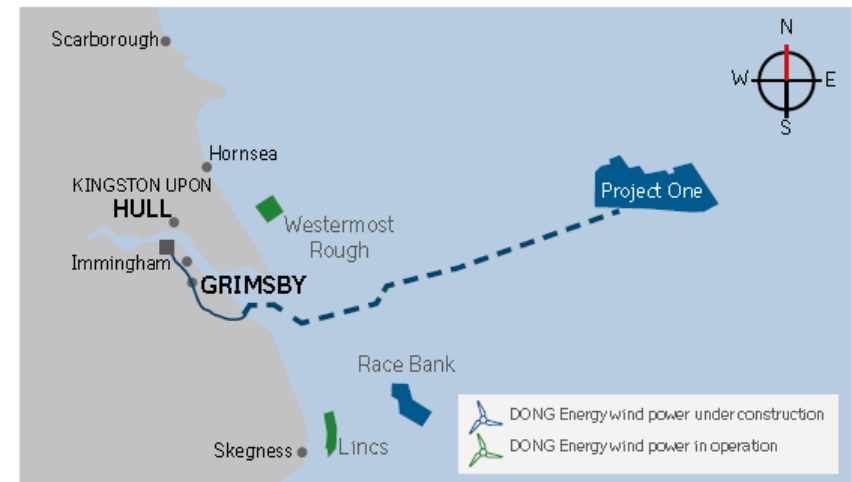 Scarborough
N
W
E
S
Hornsea
KINGSTON UPON
HULL
Project One
Westermost
Rough
Immingham
GRIMSBY
Race Bank
DONG Energy wind power under construction
DONG Energy wind power in operation
Skegness
Lincs